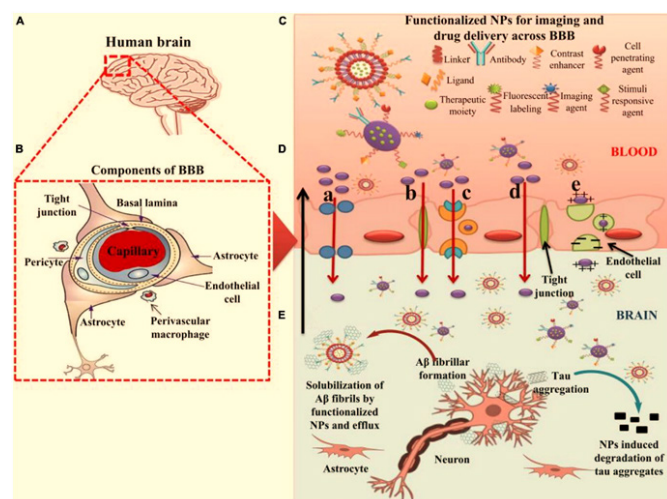 A
Human brain
B
Components of BBB
Tight
junction
Basal lamina
Capillary
Pericyte
Astrocyte
Endothelial
cell
Astrocyte
Perivascular
macrophage
C
Functionalized NPs for imaging and
drug delivery across BBB
Linker
Antibody
Contrast
enhancer
Cell
penetrating
agent
Ligand
Therapeutic
moiety
Fluorescent
labeling
Imaging
agent
Stimuli
responsive
agent
D
BLOOD
a
b
c
d
e
Tight
junction
Endothelial
cell
BRAIN
E
Aβ fibrillar
formation
Tau
aggregation
Solubilization of
Aβ fibrils by
functionalized
NPs and efflux
Astrocyte
Neuron
NPs induced
degradation of
tau aggregates